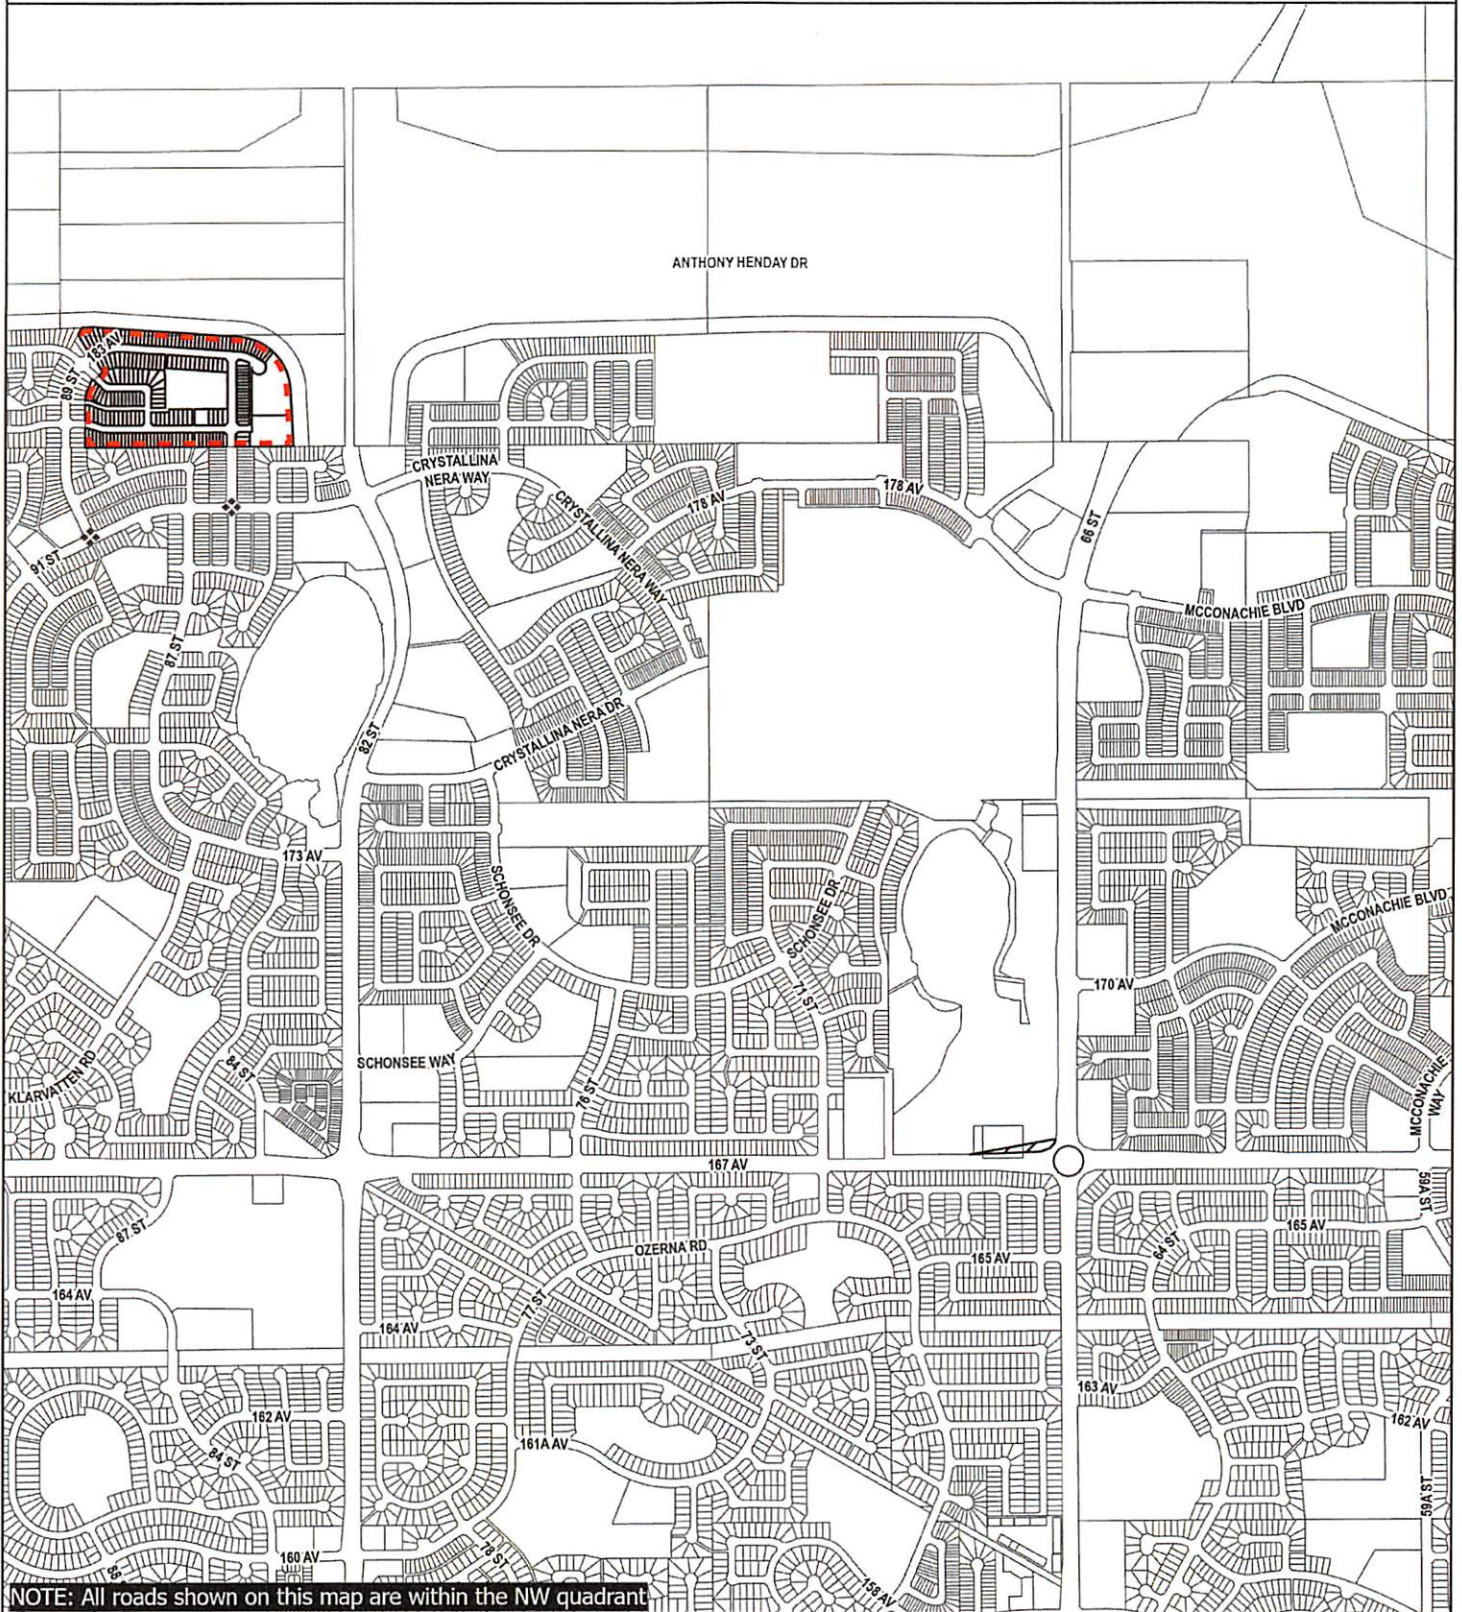 ANTHONY HENDAY DR
183 AV
89 ST
CRYSTALLINA
NERA WAY
178 AV
CRYSTALLINA NERA WAY
178 AV
66 ST
91 ST
MCCONACHIE BLVD
87 ST
82 ST
CRYSTALLINA NERA DR
173 AV
SCHONSEE DR
SCHONSEE DR
MCCONACHIE BLVD
71 ST
170 AV
KLARVATTEN RD
84 ST
SCHONSEE WAY
76 ST
MCCONACHIE
WAY
167 AV
59A ST
87 ST
OZERNA RD
165 AV
64 ST
165 AV
164 AV
77 ST
164 AV
73 ST
163 AV
162 AV
162 AV
84 ST
161A AV
59A ST
160 AV
78 ST
158 AV
NOTE: All roads shown on this map are within the NW quadrant